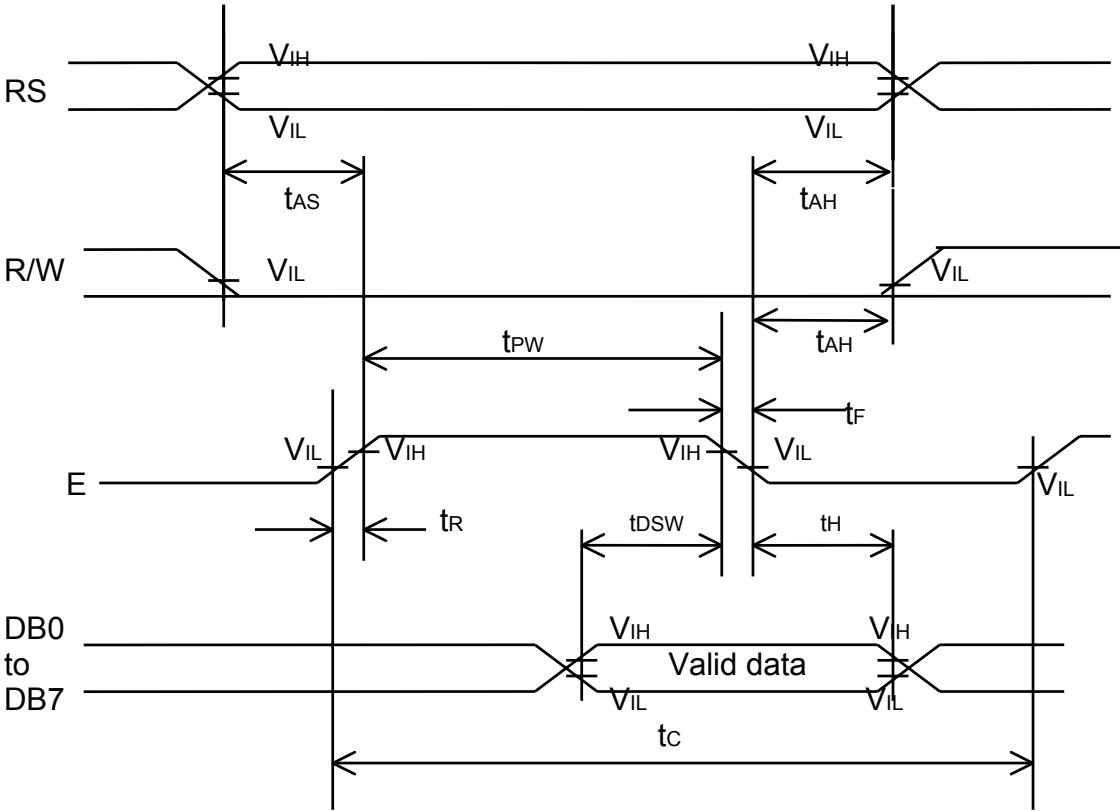 VIH VIH
RS
VIL VIL
tAS tAH
R/W VIL VIL
tPW tAH
tF
VIL VIH VIH VIL
E VIL
tR tDSW tH
DB0 VIH VIH
to Valid data
DB7 VIL VIL
tC